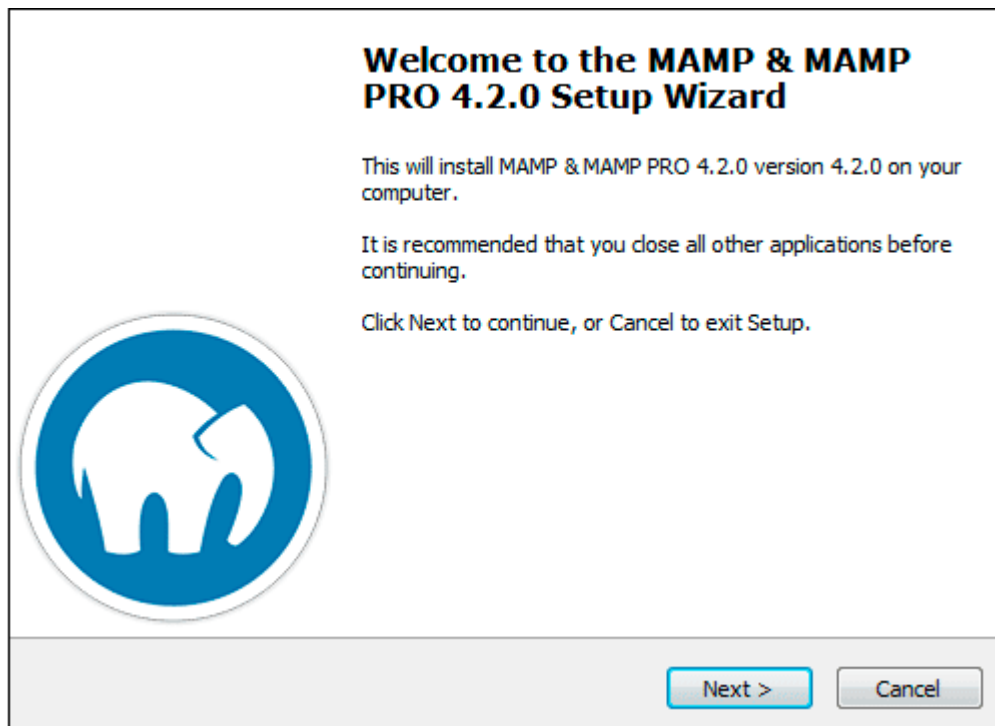 Welcome to the MAMP & MAMP
PRO 4.2.0 Setup Wizard
This will install MAMP & MAMP PRO 4.2.0 version 4.2.0 on your
computer.
It is recommended that you close all other applications before
continuing.
Click Next to continue, or Cancel to exit Setup.
Next >
Cancel